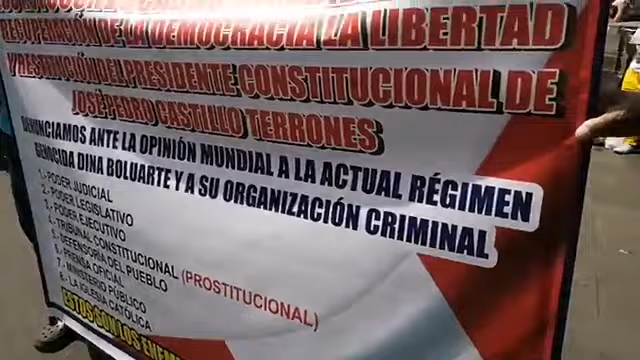 RECUPERACIÓN DE LA DEMOCRACIA LA LIBERTAD
Y RESTITUCIÓN DEL PRESIDENTE CONSTITUCIONAL DE
JOSÉ PEDRO CASTILLO TERRONES
DENUNCIAMOS ANTE LA OPINIÓN MUNDIAL A LA ACTUAL RÉGIMEN
GENOCIDA DINA BOLUARTE Y A SU ORGANIZACIÓN CRIMINAL
1.- PODER JUDICIAL
2.- PODER LEGISLATIVO
3.- PODER EJECUTIVO
4.- TRIBUNAL CONSTITUCIONAL (PROSTITUCIONAL)
5.- DEFENSORÍA DEL PUEBLO
6.- PRENSA OFICIAL
7.- MINISTERIO PÚBLICO
8.- LA IGLESIA CATÓLICA
ESTOS SON LOS